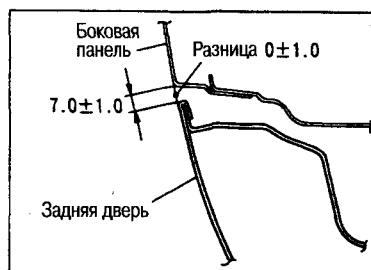 Боковая
панель
Разница 0±1.0
7.0±1.0
Задняя дверь